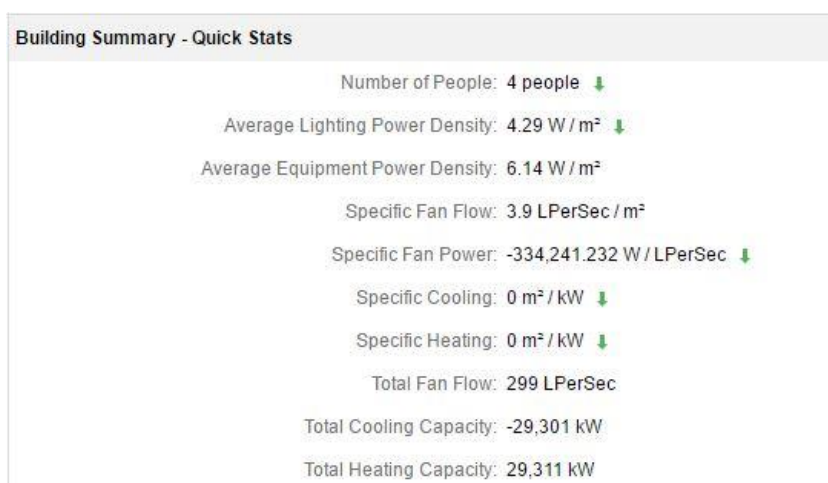 Building Summary - Quick Stats
Number of People: 4 people
Average Lighting Power Density: 4.29 W / m²
Average Equipment Power Density: 6.14 W / m²
Specific Fan Flow: 3.9 LPerSec / m²
Specific Fan Power: -334,241.232 W / LPerSec
Specific Cooling: 0 m² / kW
Specific Heating: 0 m² / kW
Total Fan Flow: 299 LPerSec
Total Cooling Capacity: -29,301 kW
Total Heating Capacity: 29,311 kW